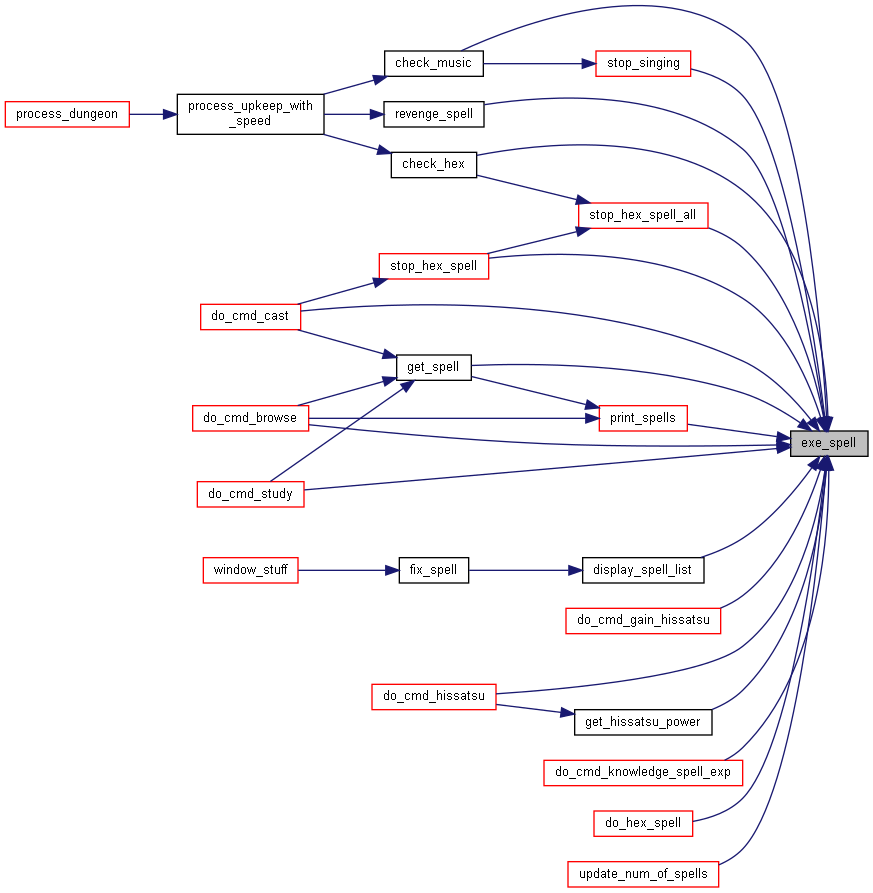 check_music
stop_singing
process_dungeon
process_upkeep_with
_speed
revenge_spell
check_hex
stop_hex_spell_all
stop_hex_spell
do_cmd_cast
get_spell
do_cmd_browse
print_spells
exe_spell
do_cmd_study
window_stuff
fix_spell
display_spell_list
do_cmd_gain_hissatsu
do_cmd_hissatsu
get_hissatsu_power
do_cmd_knowledge_spell_exp
do_hex_spell
update_num_of_spells